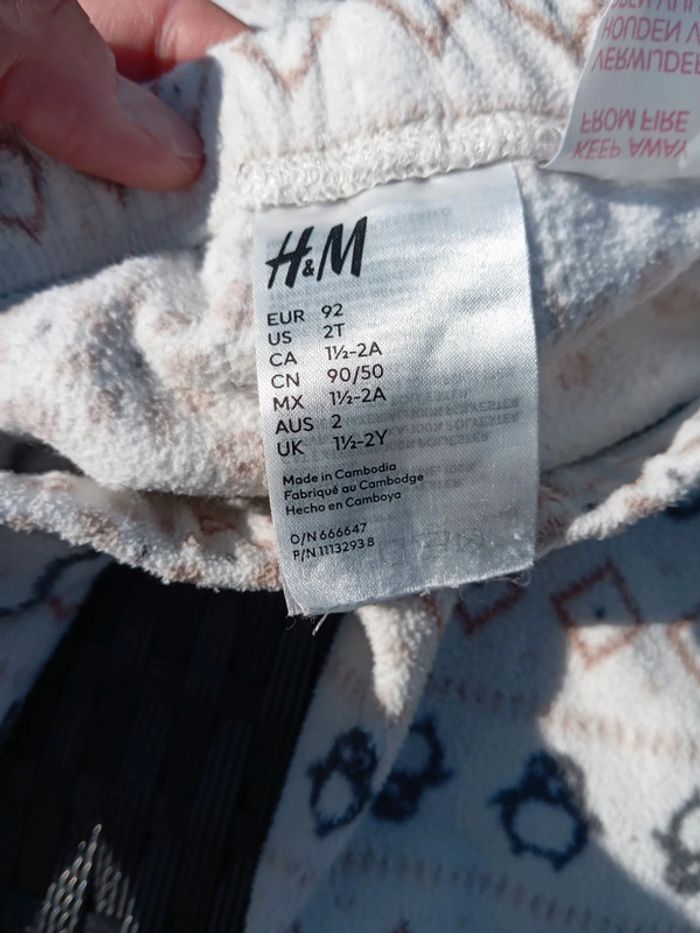 H&M
EUR 92
US 2T
CA 1½-2A
CN 90/50
MX 1½-2A
AUS 2
UK 1½-2Y
Made in Cambodia
Fabriqué au Cambodge
Hecho en Camboya
O/N 666647
P/N 1113293 8
KEEP AWAY
FROM FIRE
VERWIJDER
HOUDEN V